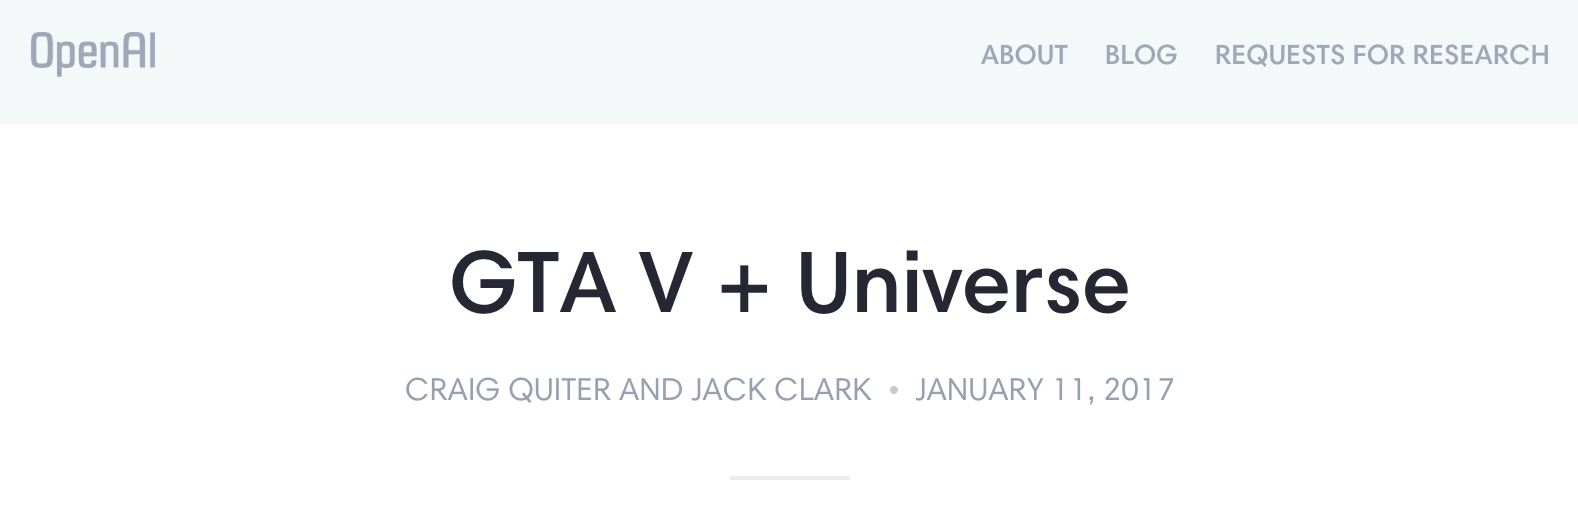 OpenAI
ABOUT BLOG REQUESTS FOR RESEARCH
GTA V + Universe
CRAIG QUITER AND JACK CLARK • JANUARY 11, 2017